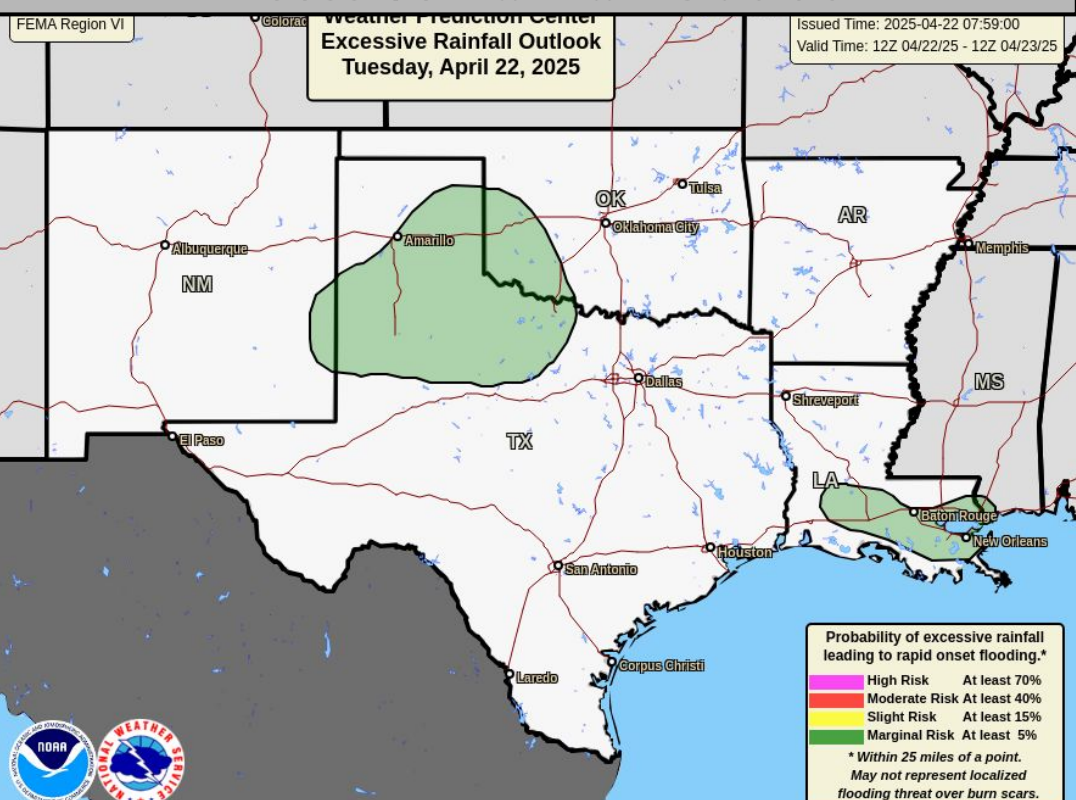 FEMA Region VI
Colorad
Weather Prediction Center
Excessive Rainfall Outlook
Tuesday, April 22, 2025
Issued Time: 2025-04-22 07:59:00
Valid Time: 12Z 04/22/25 - 12Z 04/23/25
Tulsa
OK
Oklahoma City
AR
Amarillo
Albuquerque
Memphis
NM
MS
Dallas
Shreveport
El Paso
TX
LA
Baton Rouge
New Orleans
Houston
San Antonio
Corpus Christi
Laredo
Probability of excessive rainfall
leading to rapid onset flooding.*
High Risk At least 70%
Moderate Risk At least 40%
Slight Risk At least 15%
Marginal Risk At least 5%
* Within 25 miles of a point.
May not represent localized
flooding threat over burn scars.
NOAA
NATIONAL WEATHER SERVICE